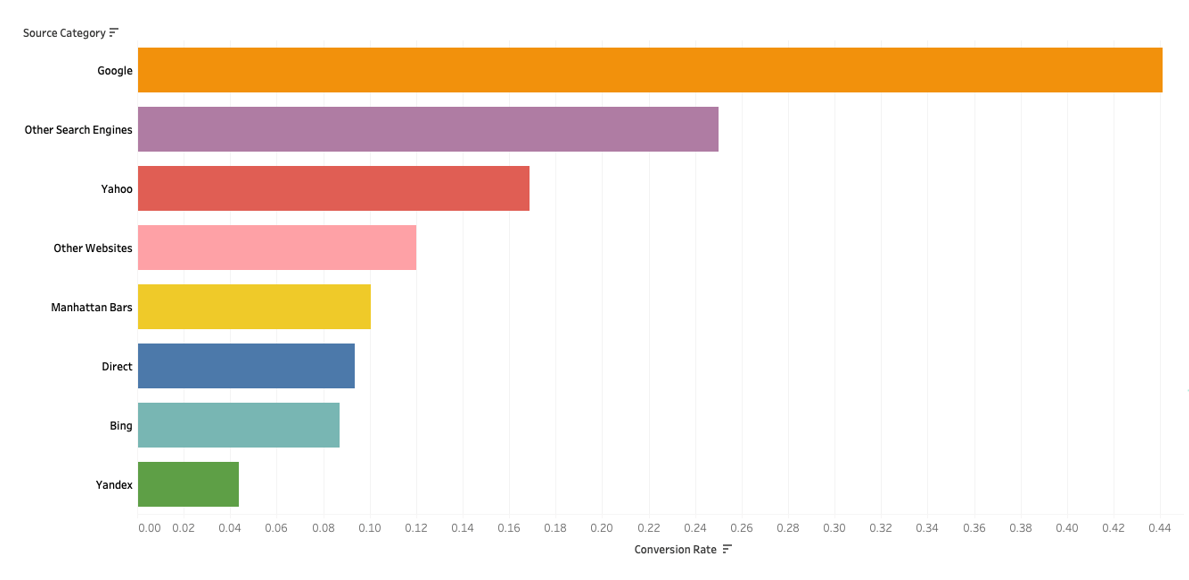 Source Category
Google
Other Search Engines
Yahoo
Other Websites
Manhattan Bars
Direct
Bing
Yandex
0.00 0.02 0.04 0.06 0.08 0.10 0.12 0.14 0.16 0.18 0.20 0.22 0.24 0.26 0.28 0.30 0.32 0.34 0.36 0.38 0.40 0.42 0.44
Conversion Rate